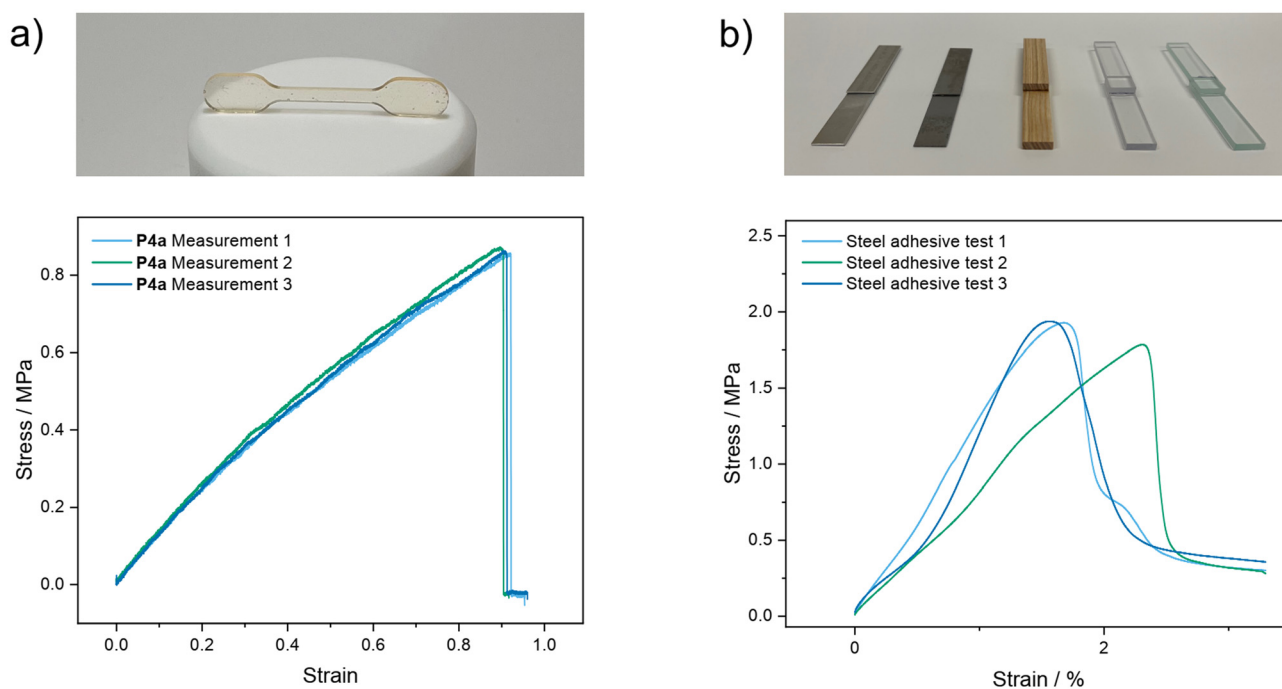 a)
P4a Measurement 1
P4a Measurement 2
P4a Measurement 3
Stress / MPa
0.8
0.6
0.4
0.2
0.0
0.0 0.2 0.4 0.6 0.8 1.0
Strain
b)
Steel adhesive test 1
Steel adhesive test 2
Steel adhesive test 3
Stress / MPa
2.5
2.0
1.5
1.0
0.5
0.0
0 2
Strain / %